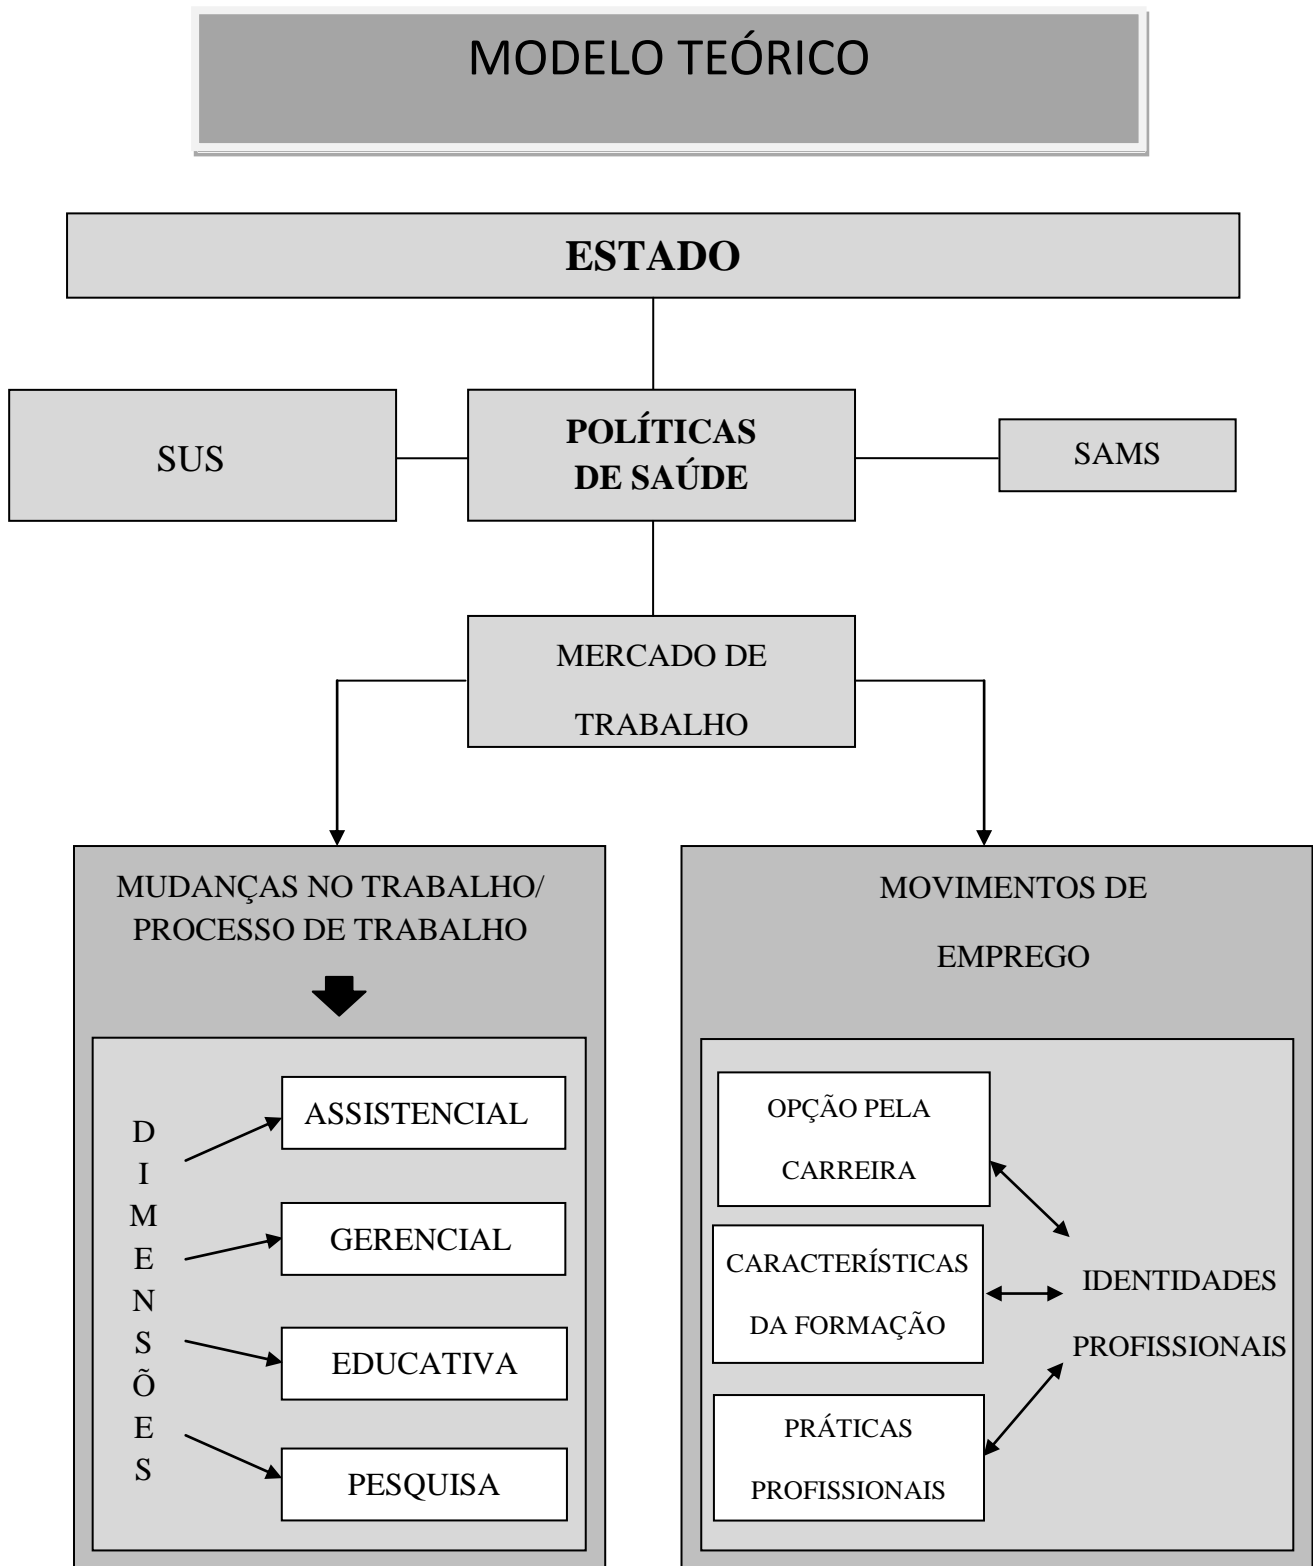 MODELO TEÓRICO
ESTADO
SUS
POLÍTICAS
DE SAÚDE
SAMS
MERCADO DE
TRABALHO
MUDANÇAS NO TRABALHO/
PROCESSO DE TRABALHO
DIMENSÕES
ASSISTENCIAL
GERENCIAL
EDUCATIVA
PESQUISA
MOVIMENTOS DE
EMPREGO
OPÇÃO PELA
CARREIRA
CARACTERÍSTICAS
DA FORMAÇÃO
PRÁTICAS
PROFISSIONAIS
IDENTIDADES
PROFISSIONAIS